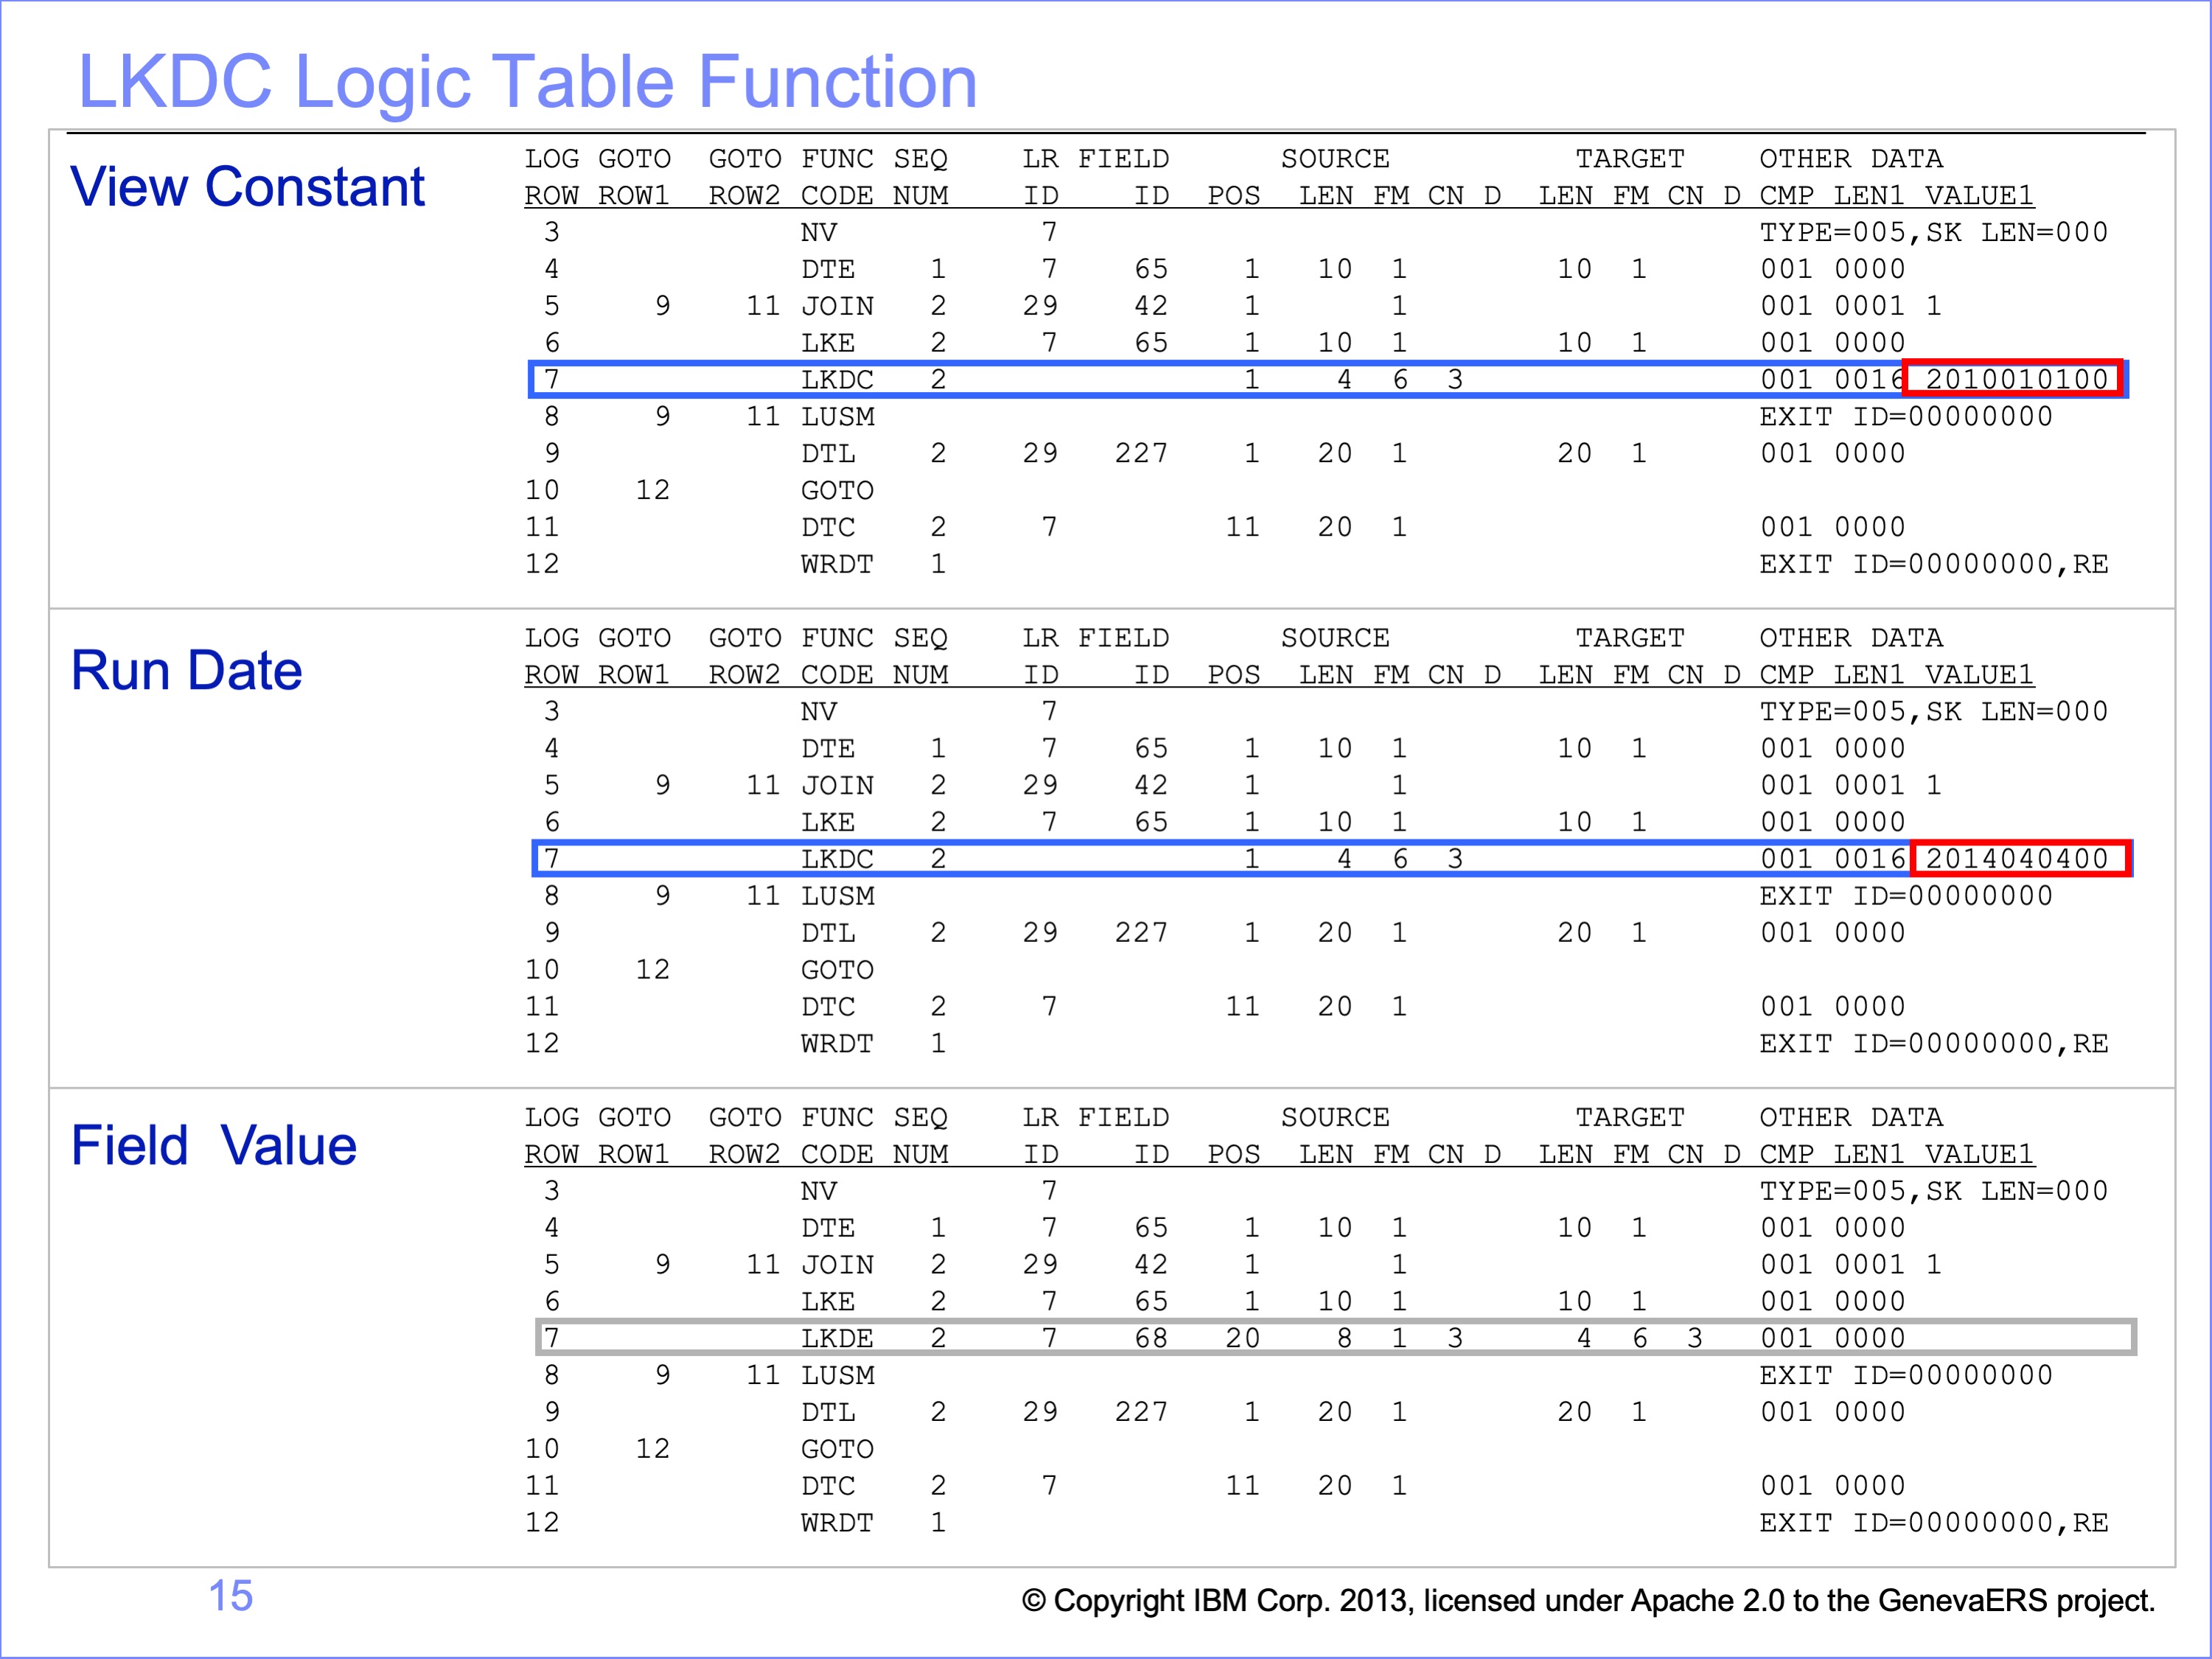 LKDC Logic Table Function
View Constant
LOG GOTO GOTO FUNC SEQ LR FIELD SOURCE TARGET OTHER DATA
ROW ROW1 ROW2 CODE NUM ID ID POS LEN FM CN D LEN FM CN D CMP LEN1 VALUE1
3 NV 7 TYPE=005,SK LEN=000
4 DTE 1 7 65 1 10 1 10 1 001 0000
5 9 11 JOIN 2 29 42 1 1 001 0001 1
6 LKE 2 7 65 1 10 1 10 1 001 0000
7 LKDC 2 1 4 6 3 001 0016 2010010100
8 9 11 LUSM EXIT ID=00000000
9 DTL 2 29 227 1 20 1 20 1 001 0000
10 12 GOTO
11 DTC 2 7 11 20 1 001 0000
12 WRDT 1 EXIT ID=00000000,RE
Run Date
LOG GOTO GOTO FUNC SEQ LR FIELD SOURCE TARGET OTHER DATA
ROW ROW1 ROW2 CODE NUM ID ID POS LEN FM CN D LEN FM CN D CMP LEN1 VALUE1
3 NV 7 TYPE=005,SK LEN=000
4 DTE 1 7 65 1 10 1 10 1 001 0000
5 9 11 JOIN 2 29 42 1 1 001 0001 1
6 LKE 2 7 65 1 10 1 10 1 001 0000
7 LKDC 2 1 4 6 3 001 0016 2014040400
8 9 11 LUSM EXIT ID=00000000
9 DTL 2 29 227 1 20 1 20 1 001 0000
10 12 GOTO
11 DTC 2 7 11 20 1 001 0000
12 WRDT 1 EXIT ID=00000000,RE
Field Value
LOG GOTO GOTO FUNC SEQ LR FIELD SOURCE TARGET OTHER DATA
ROW ROW1 ROW2 CODE NUM ID ID POS LEN FM CN D LEN FM CN D CMP LEN1 VALUE1
3 NV 7 TYPE=005,SK LEN=000
4 DTE 1 7 65 1 10 1 10 1 001 0000
5 9 11 JOIN 2 29 42 1 1 001 0001 1
6 LKE 2 7 65 1 10 1 10 1 001 0000
7 LKDE 2 7 68 20 8 1 3 4 6 3 001 0000
8 9 11 LUSM EXIT ID=00000000
9 DTL 2 29 227 1 20 1 20 1 001 0000
10 12 GOTO
11 DTC 2 7 11 20 1 001 0000
12 WRDT 1 EXIT ID=00000000,RE
15
© Copyright IBM Corp. 2013, licensed under Apache 2.0 to the GenevaERS project.